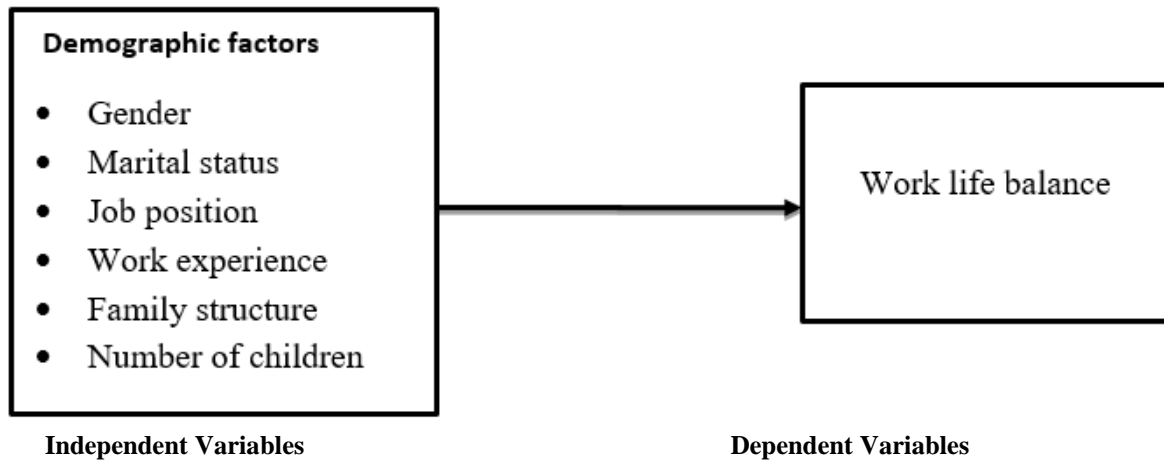 Demographic factors
• Gender
• Marital status
• Job position
• Work experience
• Family structure
• Number of children
Work life balance
Independent Variables
Dependent Variables